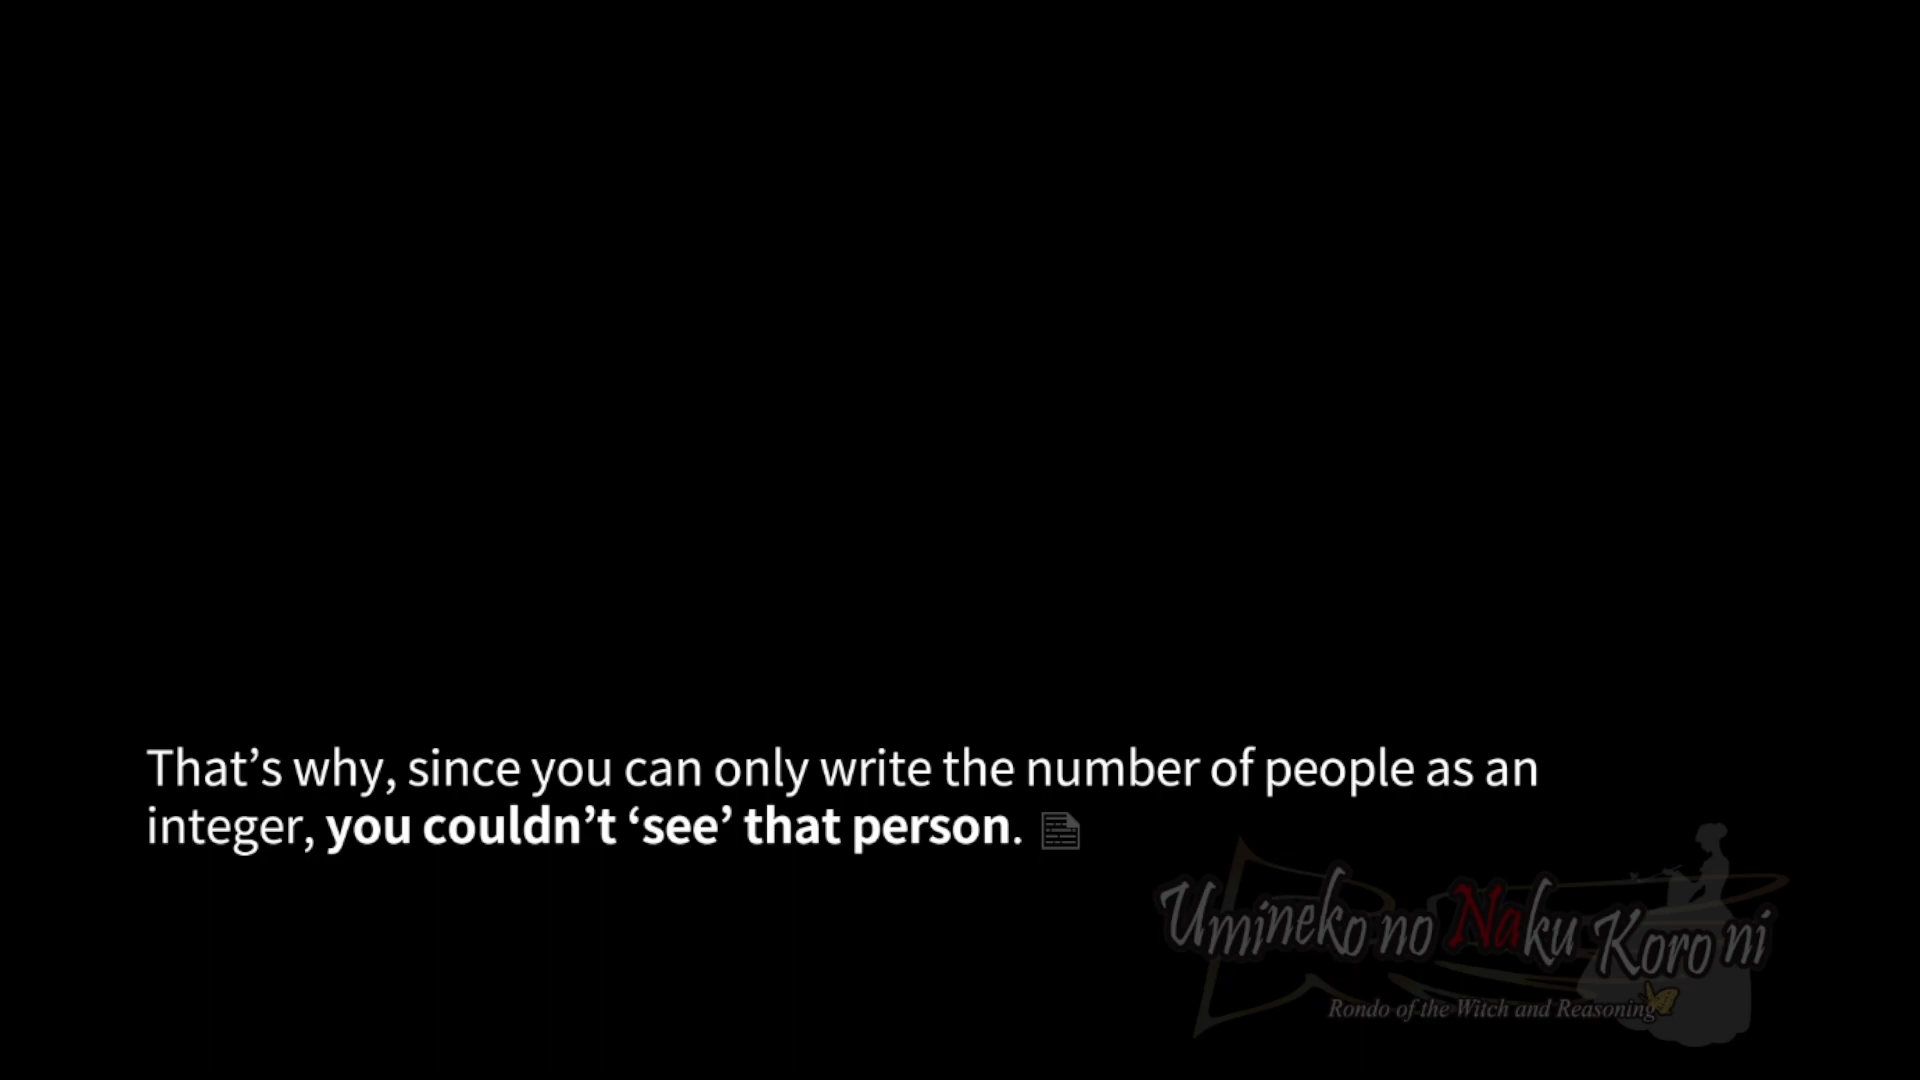 That’s why, since you can only write the number of people as an
integer, you couldn’t ‘see’ that person.
Umineko no Naku Koro ni
Rondo of the Witch and Reasoning